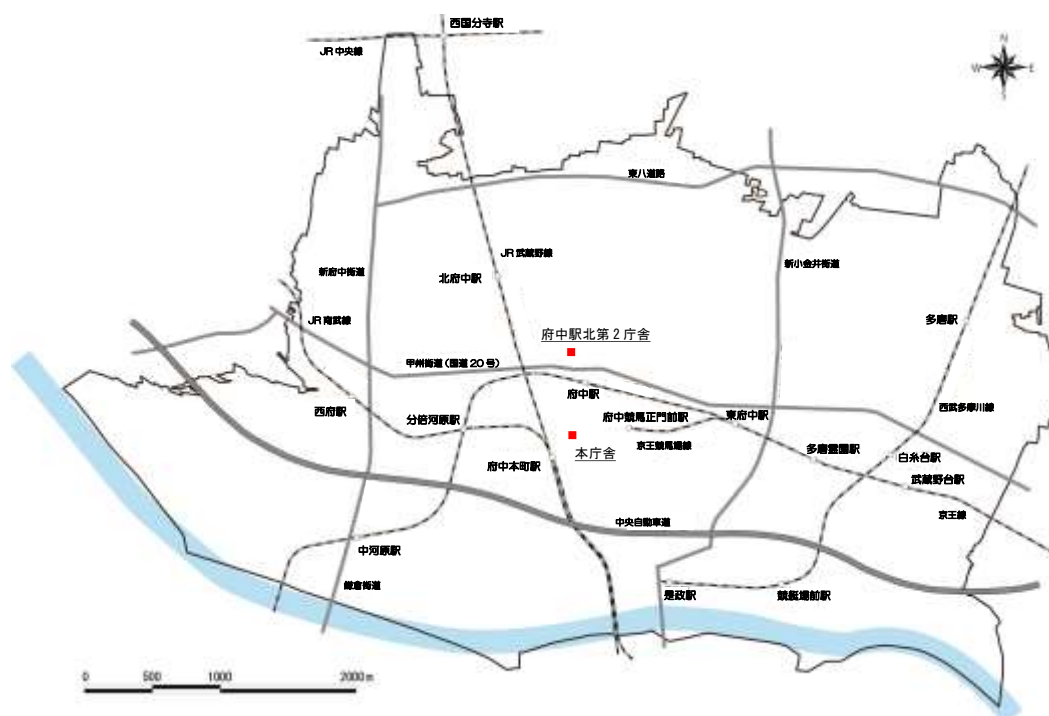 西国分寺駅
JR中央線
N
W
E
S
東八道路
JR武蔵野線
新府中街道
北府中駅
新小金井街道
JR南武線
多磨駅
府中駅北第2庁舎
甲州街道(国道20号)
府中駅
西府駅
分倍河原駅
府中競馬正門前駅
東府中駅
西武多摩川線
京王競馬場線
本庁舎
多磨霊園駅
白糸台駅
府中本町駅
武蔵野台駅
京王線
中央自動車道
中河原駅
鎌倉街道
是政駅
競艇場前駅
0 500 1000 2000m